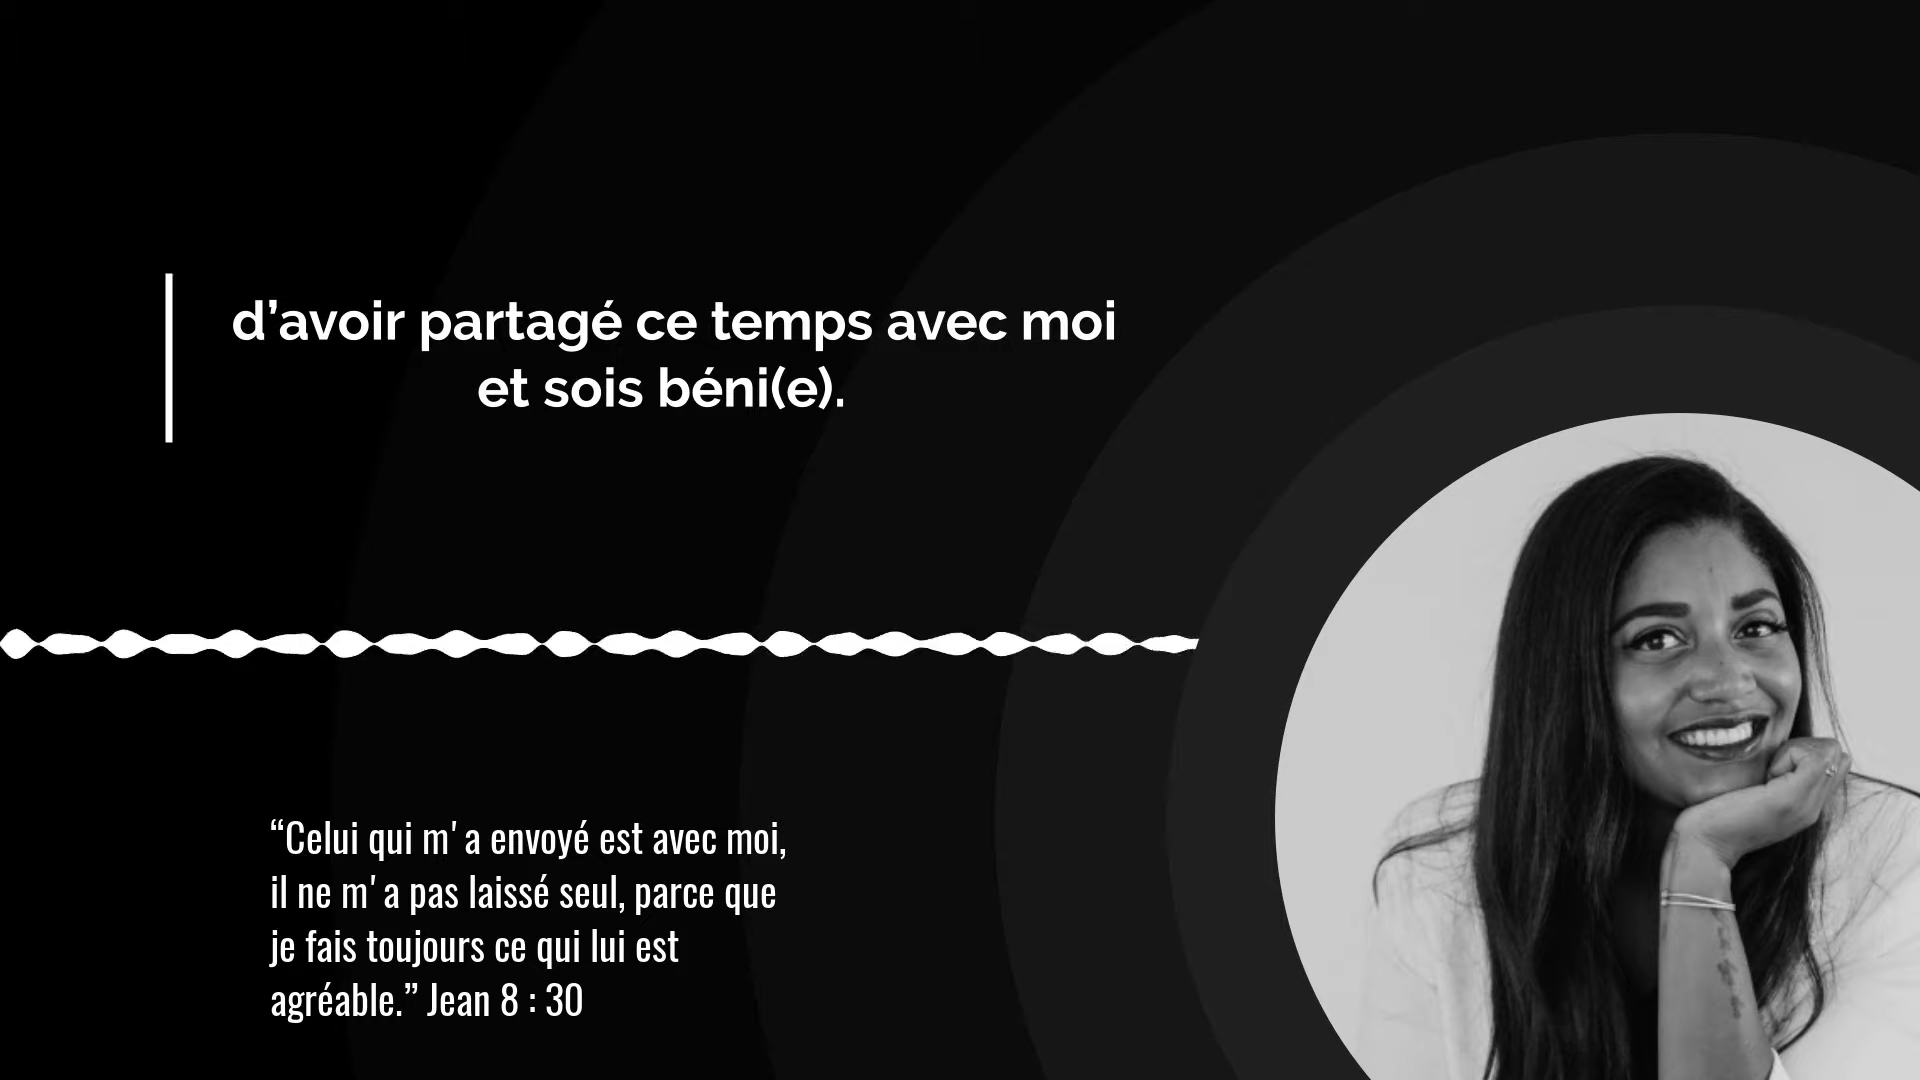 d’avoir partagé ce temps avec moi
et sois béni(e).
“Celui qui m'a envoyé est avec moi,
il ne m'a pas laissé seul, parce que
je fais toujours ce qui lui est
agréable.” Jean 8 : 30